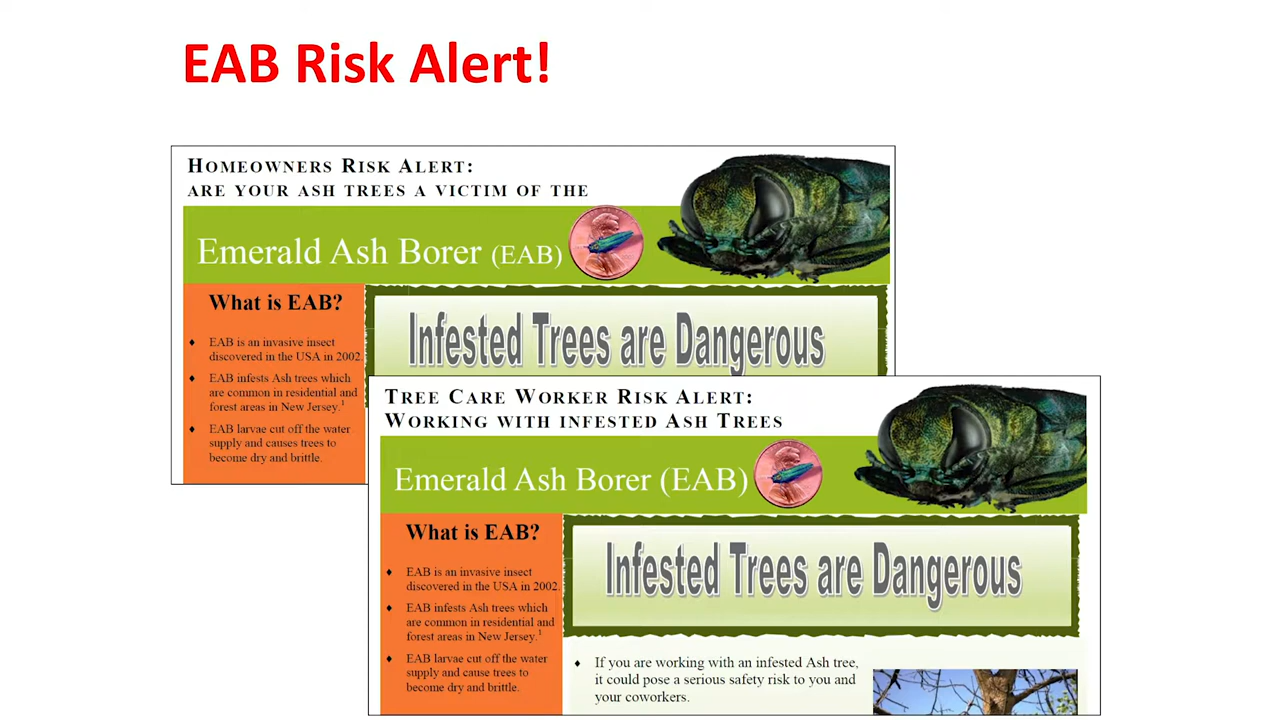 EAB Risk Alert!
HOMEOWNERS RISK ALERT:
ARE YOUR ASH TREES A VICTIM OF THE
Emerald Ash Borer (EAB)
What is EAB?
♦ EAB is an invasive insect
discovered in the USA in 2002.
♦ EAB infests Ash trees which
are common in residential and
forest areas in New Jersey.1
♦ EAB larvae cut off the water
supply and causes trees to
become dry and brittle.
Infested Trees are Dangerous
TREE CARE WORKER RISK ALERT:
WORKING WITH INFESTED ASH TREES
Emerald Ash Borer (EAB)
What is EAB?
♦ EAB is an invasive insect
discovered in the USA in 2002.
♦ EAB infests Ash trees which
are common in residential and
forest areas in New Jersey.1
♦ EAB larvae cut off the water
supply and cause trees to
become dry and brittle.
Infested Trees are Dangerous
♦ If you are working with an infested Ash tree,
it could pose a serious safety risk to you and
your coworkers.